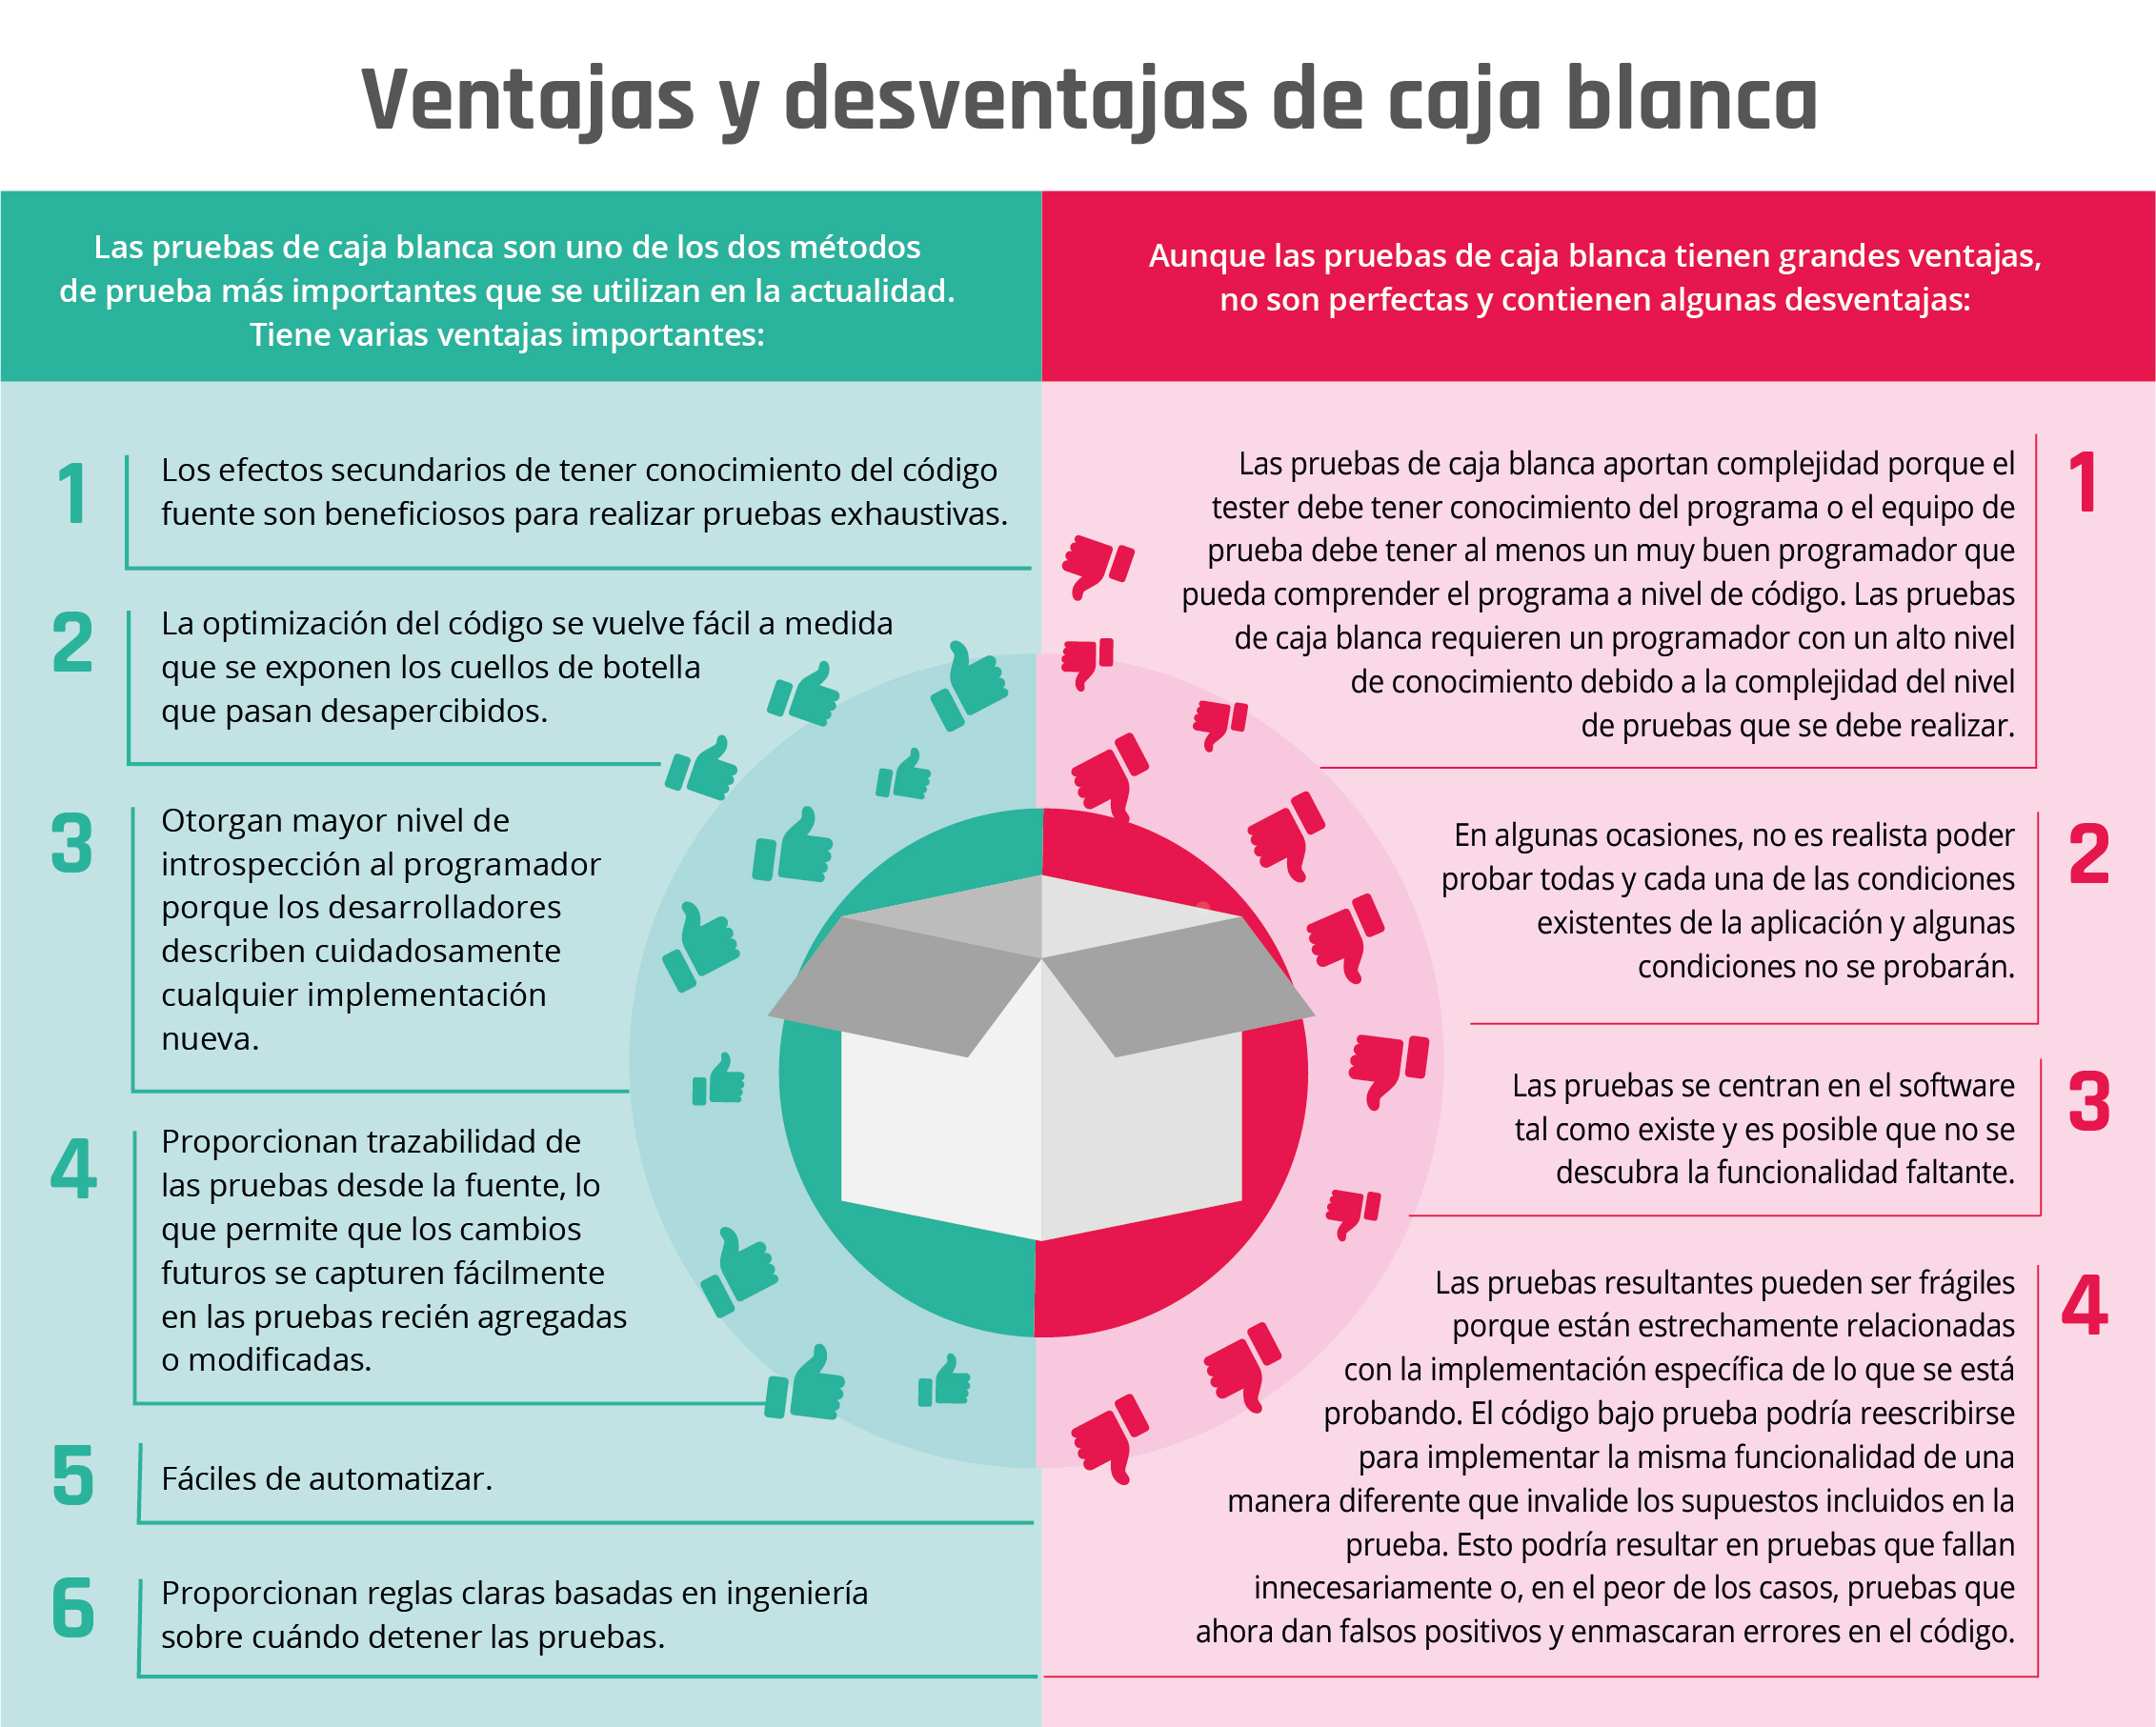 Ventajas y desventajas de caja blanca
Las pruebas de caja blanca son uno de los dos métodos
de prueba más importantes que se utilizan en la actualidad.
Tiene varias ventajas importantes:
1
Los efectos secundarios de tener conocimiento del código
fuente son beneficiosos para realizar pruebas exhaustivas.
2
La optimización del código se vuelve fácil a medida
que se exponen los cuellos de botella
que pasan desapercibidos.
3
Otorgan mayor nivel de
introspección al programador
porque los desarrolladores
describen cuidadosamente
cualquier implementación
nueva.
4
Proporcionan trazabilidad de
las pruebas desde la fuente, lo
que permite que los cambios
futuros se capturen fácilmente
en las pruebas recién agregadas
o modificadas.
5
Fáciles de automatizar.
6
Proporcionan reglas claras basadas en ingeniería
sobre cuándo detener las pruebas.
Aunque las pruebas de caja blanca tienen grandes ventajas,
no son perfectas y contienen algunas desventajas:
1
Las pruebas de caja blanca aportan complejidad porque el
tester debe tener conocimiento del programa o el equipo de
prueba debe tener al menos un muy buen programador que
pueda comprender el programa a nivel de código. Las pruebas
de caja blanca requieren un programador con un alto nivel
de conocimiento debido a la complejidad del nivel
de pruebas que se debe realizar.
2
En algunas ocasiones, no es realista poder
probar todas y cada una de las condiciones
existentes de la aplicación y algunas
condiciones no se probarán.
3
Las pruebas se centran en el software
tal como existe y es posible que no se
descubra la funcionalidad faltante.
4
Las pruebas resultantes pueden ser frágiles
porque están estrechamente relacionadas
con la implementación específica de lo que se está
probando. El código bajo prueba podría reescribirse
para implementar la misma funcionalidad de una
manera diferente que invalide los supuestos incluidos en la
prueba. Esto podría resultar en pruebas que fallan
innecesariamente o, en el peor de los casos, pruebas que
ahora dan falsos positivos y enmascaran errores en el código.